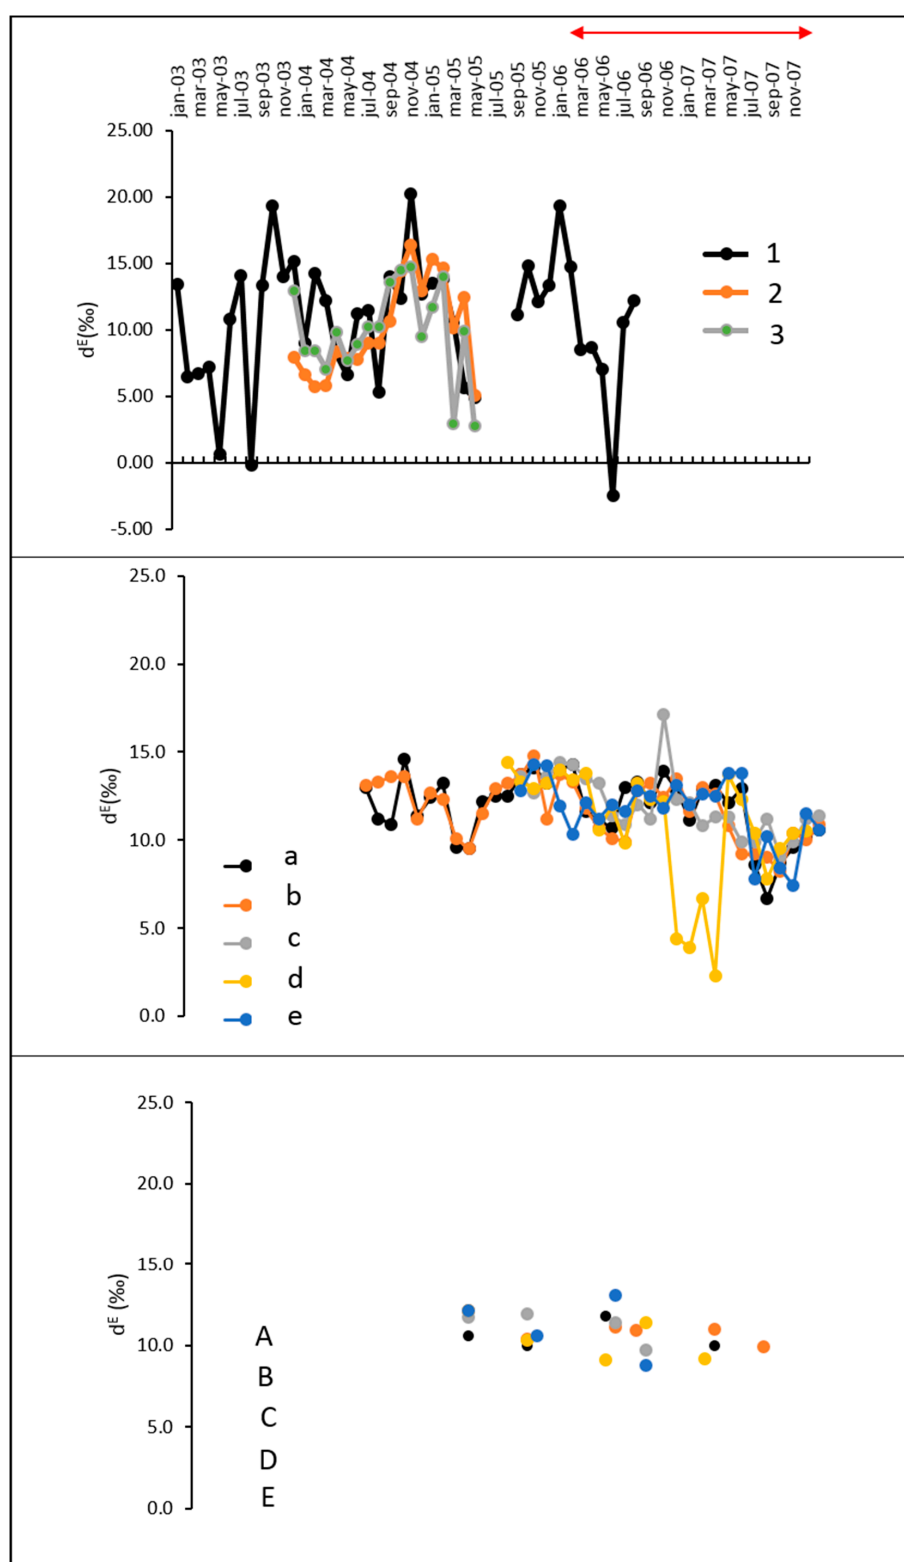 jan-03
mar-03
may-03
jul-03
sep-03
nov-03
jan-04
mar-04
may-04
jul-04
sep-04
nov-04
jan-05
mar-05
may-05
jul-05
sep-05
nov-05
jan-06
mar-06
may-06
jul-06
sep-06
nov-06
jan-07
mar-07
may-07
jul-07
sep-07
nov-07
25.00
20.00
15.00
10.00
5.00
0.00
-5.00
dᴱ(‰)
1
2
3
25.0
20.0
15.0
10.0
5.0
0.0
dᴱ(‰)
a
b
c
d
e
25.0
20.0
15.0
10.0
5.0
0.0
dᴱ (‰)
A
B
C
D
E